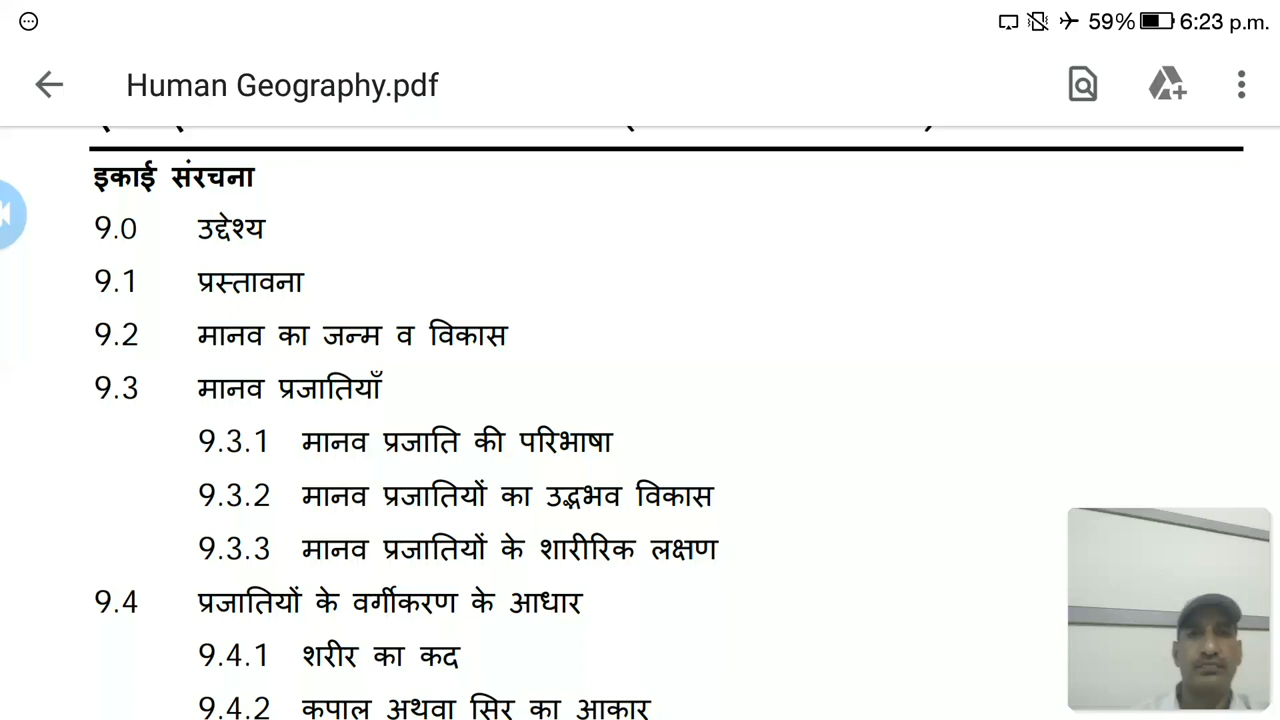 59% 6:23 p.m.
Human Geography.pdf
इकाई संरचना
9.0 उद्देश्य
9.1 प्रस्तावना
9.2 मानव का जन्म व विकास
9.3 मानव प्रजातियाँ
9.3.1 मानव प्रजाति की परिभाषा
9.3.2 मानव प्रजातियों का उद्भभव विकास
9.3.3 मानव प्रजातियों के शारीरिक लक्षण
9.4 प्रजातियों के वर्गीकरण के आधार
9.4.1 शरीर का कद
9.4.2 कपाल अथवा सिर का आकार